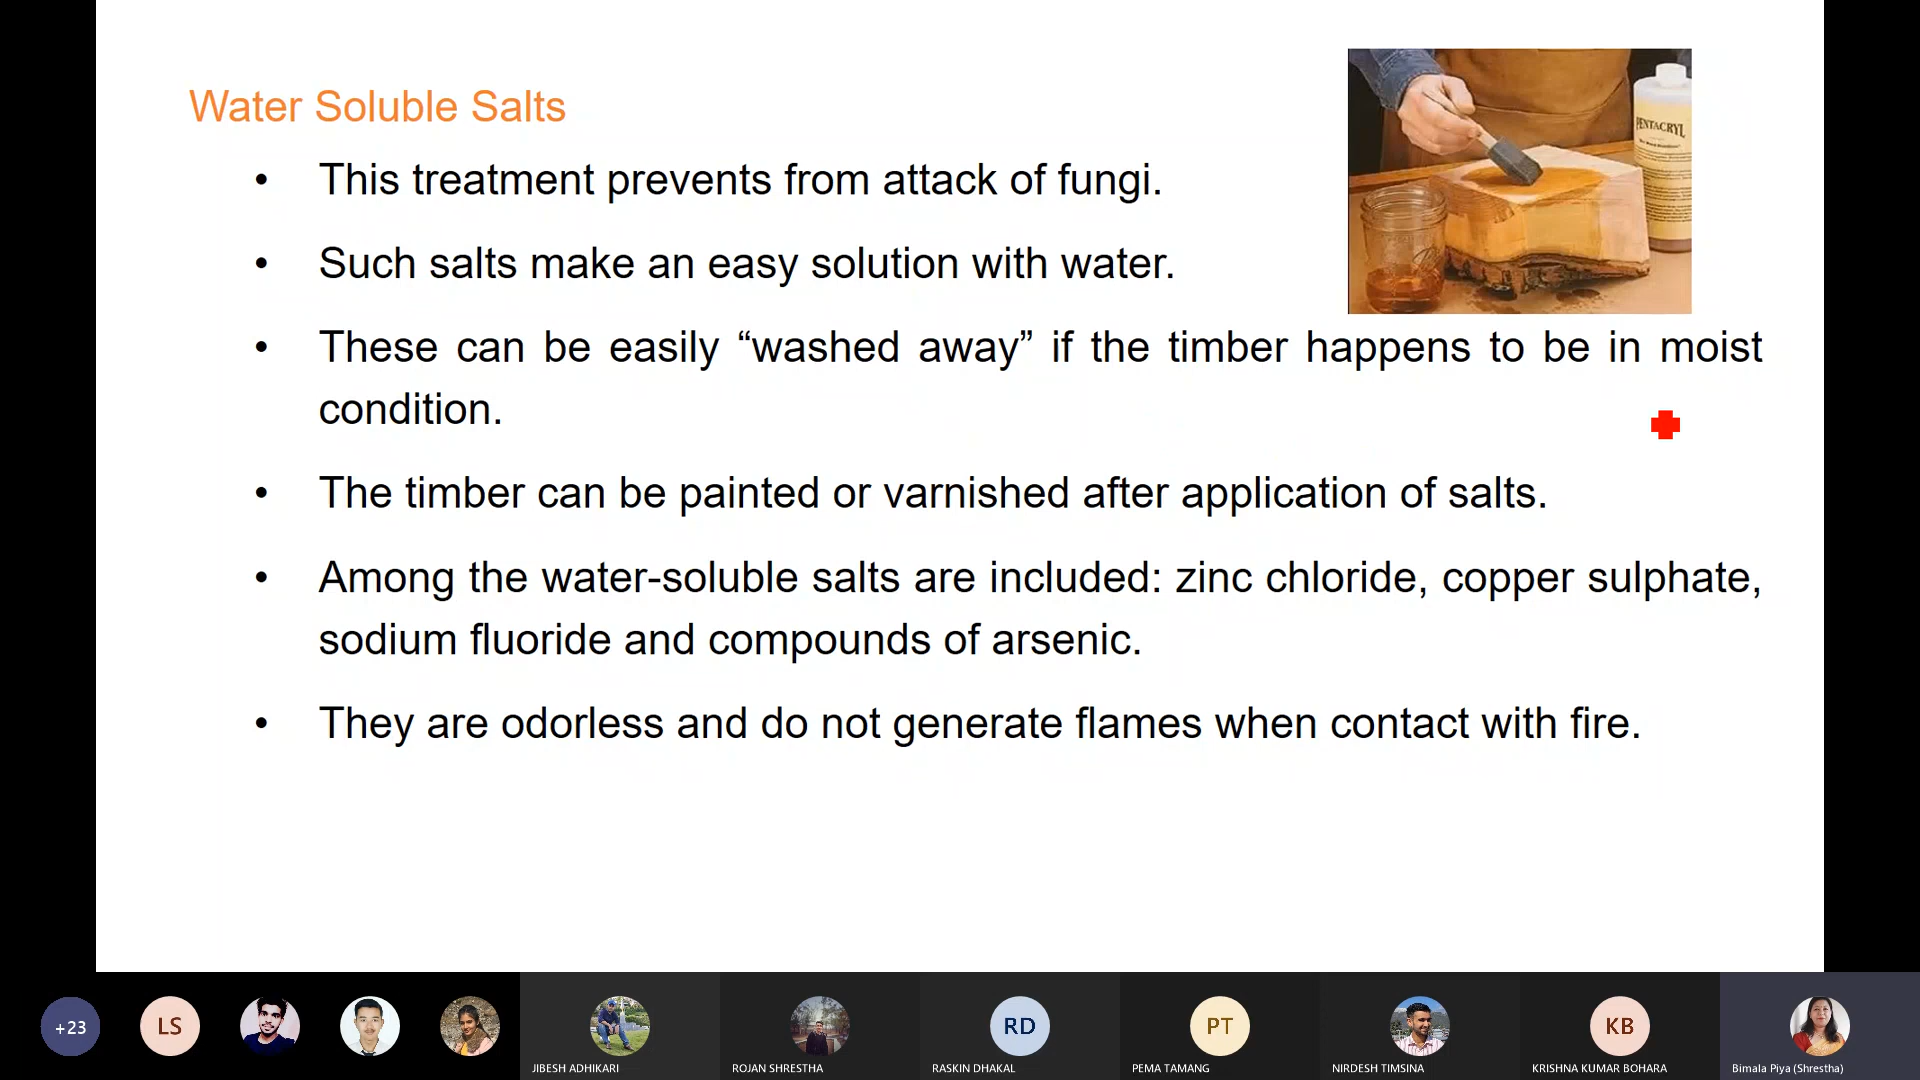 Water Soluble Salts
PENTACRYL
• This treatment prevents from attack of fungi.
• Such salts make an easy solution with water.
• These can be easily “washed away” if the timber happens to be in moist
condition.
• The timber can be painted or varnished after application of salts.
• Among the water-soluble salts are included: zinc chloride, copper sulphate,
sodium fluoride and compounds of arsenic.
• They are odorless and do not generate flames when contact with fire.
+23
LS
RD
PT
KB
JIBESH ADHIKARI
ROJAN SHRESTHA
RASKIN DHAKAL
PEMA TAMANG
NIRDESH TIMSINA
KRISHNA KUMAR BOHARA
Bimala Piya (Shrestha)